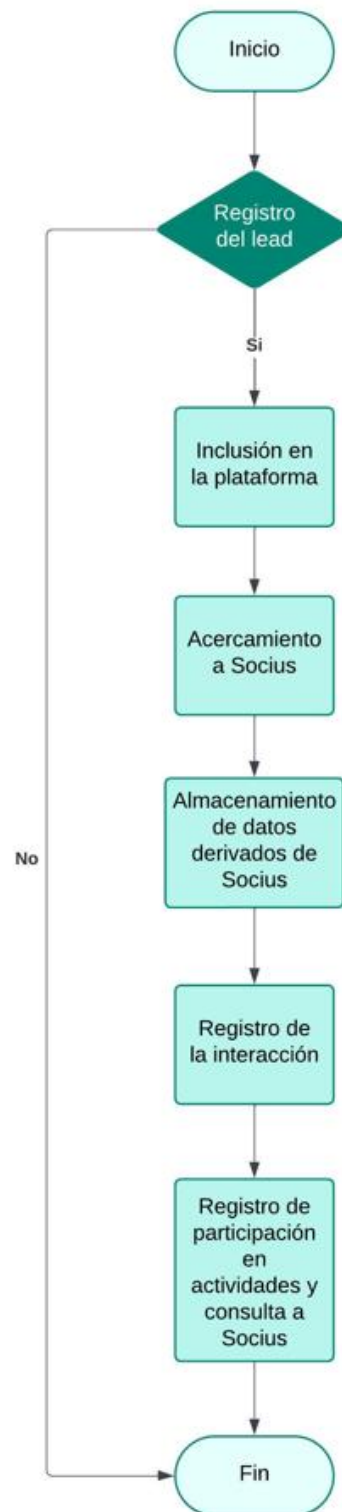 Inicio
Registro
del lead
Si
Inclusión en
la plataforma
Acercamiento
a Socius
Almacenamiento
de datos
derivados de
Socius
No
Registro de
la interacción
Registro de
participación
en
actividades y
consulta a
Socius
Fin